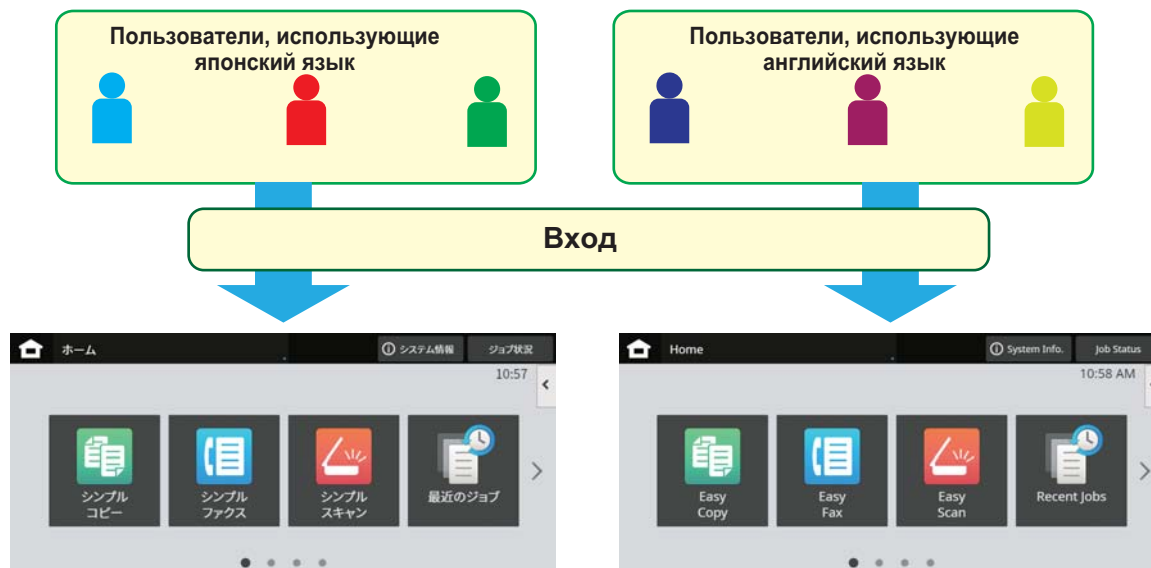 Пользователи, использующие
японский язык
Пользователи, использующие
английский язык
Вход
ホーム
システム情報
ジョブ状況
10:57
シンプル
コピー
シンプル
ファクス
シンプル
スキャン
最近のジョブ
Home
System Info.
Job Status
10:58 AM
Easy
Copy
Easy
Fax
Easy
Scan
Recent Jobs